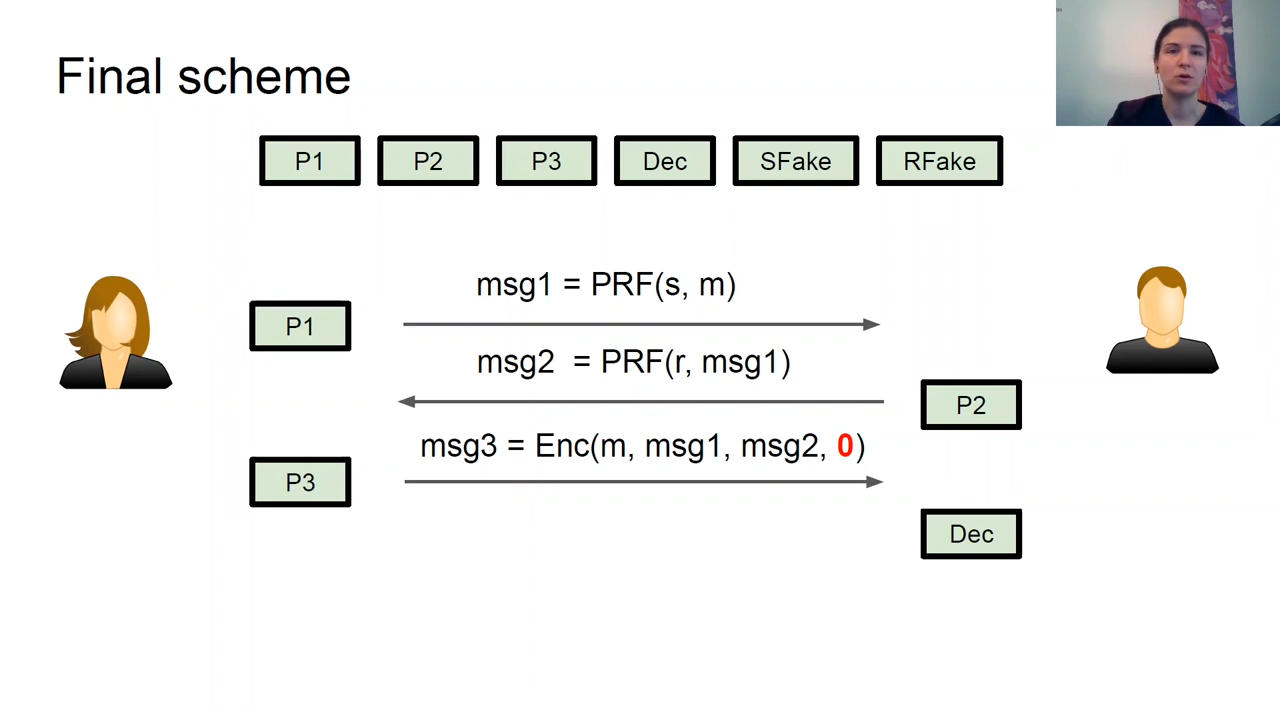 Final scheme
P1 P2 P3 Dec SFake RFake
msg1 = PRF(s, m)
P1
msg2 = PRF(r, msg1)
P2
msg3 = Enc(m, msg1, msg2, 0)
P3
Dec